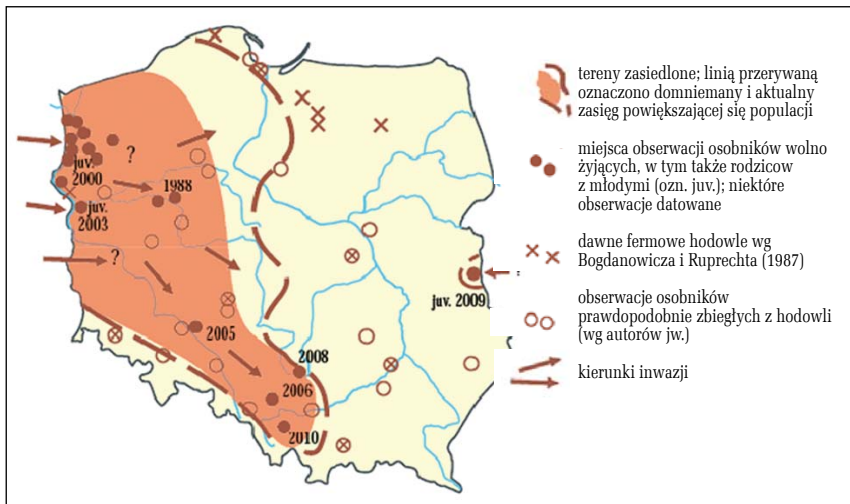 juv.
2000
1988
juv.
2003
?
?
2005
2008
2006
2010
juv. 2009
tereny zasiedlone; linią przerywaną
oznaczono domniemany i aktualny
zasięg powiększającej się populacji
miejsca obserwacji osobników wolno
żyjących, w tym także rodzicow
z młodymi (ozn. juv.); niektóre
obserwacje datowane
dawne fermowe hodowle wg
Bogdanowicza i Ruprechta (1987)
obserwacje osobników
prawdopodobnie zbiegłych z hodowli
(wg autorów jw.)
kierunki inwazji